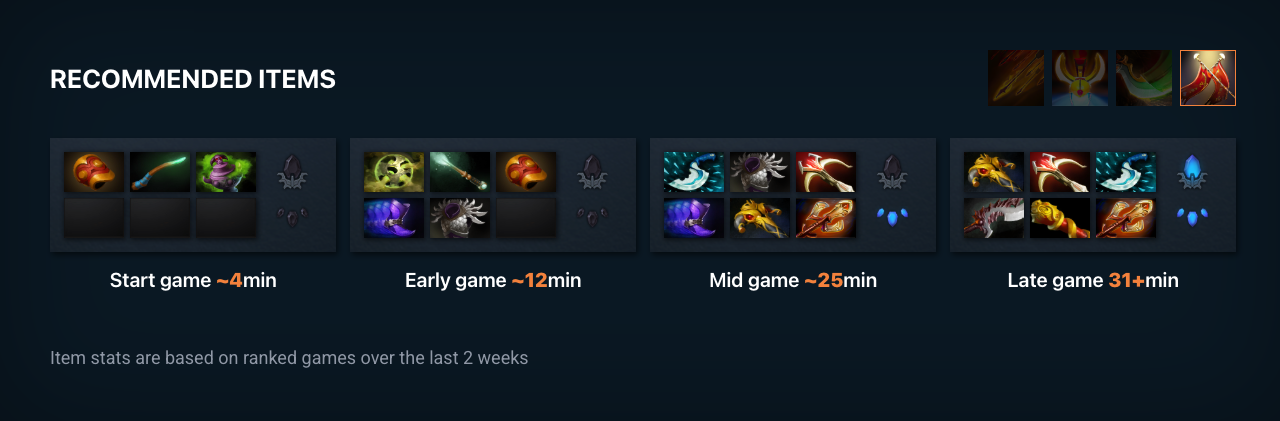 RECOMMENDED ITEMS
Start game ~4min
Early game ~12min
Mid game ~25min
Late game 31+min
Item stats are based on ranked games over the last 2 weeks